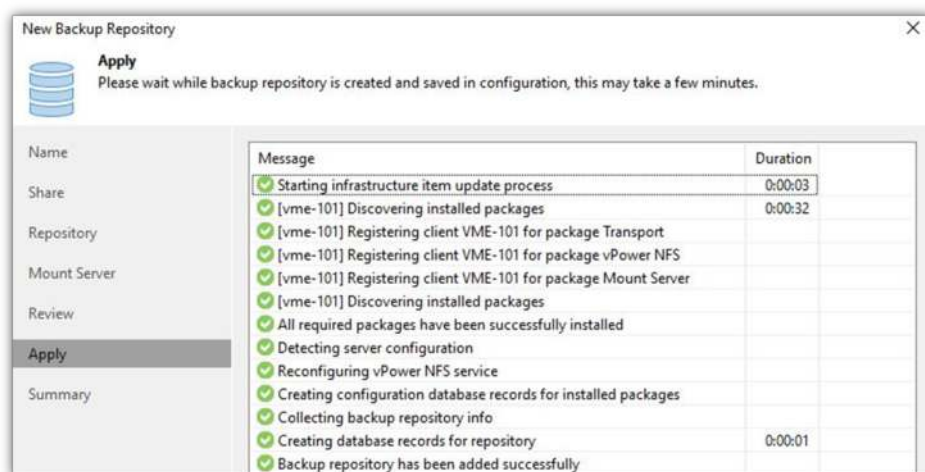 New Backup Repository
Apply
Please wait while backup repository is created and saved in configuration, this may take a few minutes.
Name
Share
Repository
Mount Server
Review
Apply
Summary
Message Duration
Starting infrastructure item update process 0:00:03
[vme-101] Discovering installed packages 0:00:32
[vme-101] Registering client VME-101 for package Transport
[vme-101] Registering client VME-101 for package vPower NFS
[vme-101] Registering client VME-101 for package Mount Server
[vme-101] Discovering installed packages
All required packages have been successfully installed
Detecting server configuration
Reconfiguring vPower NFS service
Creating configuration database records for installed packages
Collecting backup repository info
Creating database records for repository 0:00:01
Backup repository has been added successfully